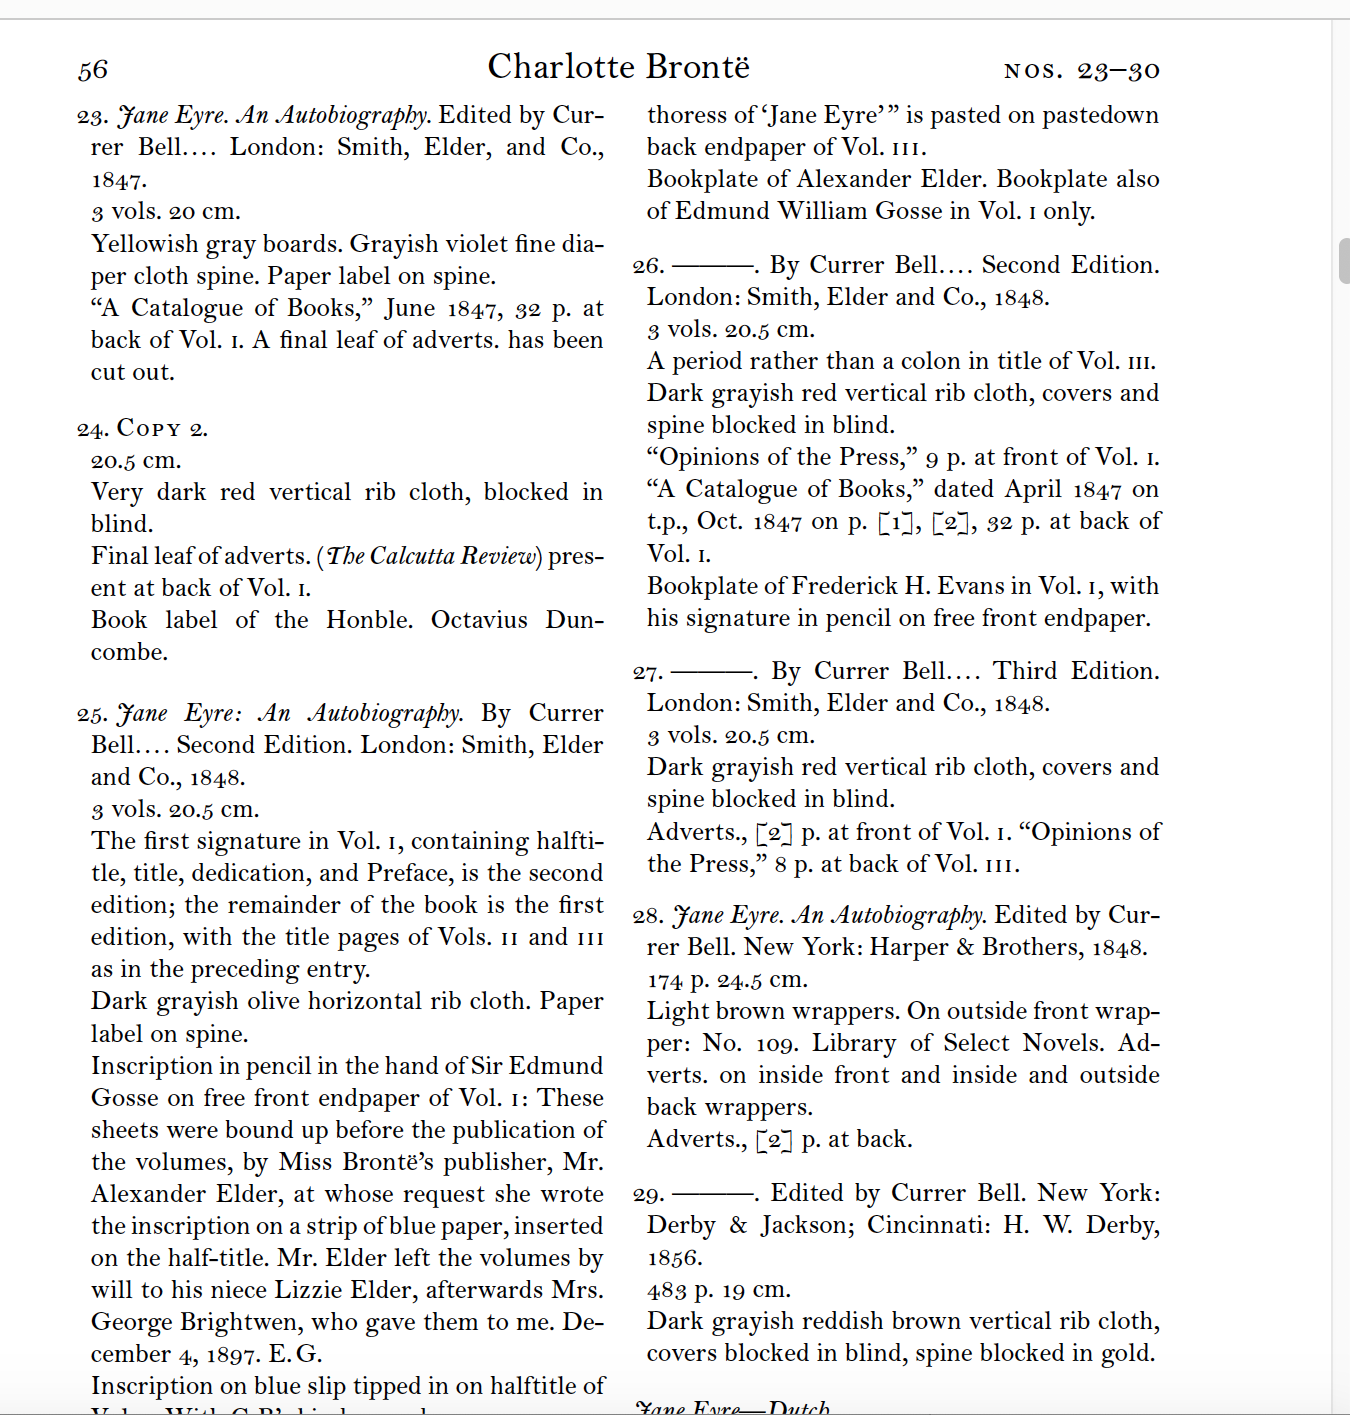 56
Charlotte Brontë
NOS. 23–30
23. Jane Eyre. An Autobiography. Edited by Cur-
rer Bell.... London: Smith, Elder, and Co.,
1847.
3 vols. 20 cm.
Yellowish gray boards. Grayish violet fine dia-
per cloth spine. Paper label on spine.
“A Catalogue of Books,” June 1847, 32 p. at
back of Vol. I. A final leaf of adverts. has been
cut out.
24. COPY 2.
20.5 cm.
Very dark red vertical rib cloth, blocked in
blind.
Final leaf of adverts. (The Calcutta Review) pres-
ent at back of Vol. I.
Book label of the Honble. Octavius Dun-
combe.
25. Jane Eyre: An Autobiography. By Currer
Bell.... Second Edition. London: Smith, Elder
and Co., 1848.
3 vols. 20.5 cm.
The first signature in Vol. I, containing halfti-
tle, title, dedication, and Preface, is the second
edition; the remainder of the book is the first
edition, with the title pages of Vols. II and III
as in the preceding entry.
Dark grayish olive horizontal rib cloth. Paper
label on spine.
Inscription in pencil in the hand of Sir Edmund
Gosse on free front endpaper of Vol. I: These
sheets were bound up before the publication of
the volumes, by Miss Brontë’s publisher, Mr.
Alexander Elder, at whose request she wrote
the inscription on a strip of blue paper, inserted
on the half-title. Mr. Elder left the volumes by
will to his niece Lizzie Elder, afterwards Mrs.
George Brightwen, who gave them to me. De-
cember 4, 1897. E.G.
Inscription on blue slip tipped in on halftitle of
thoress of ‘Jane Eyre’” is pasted on pastedown
back endpaper of Vol. III.
Bookplate of Alexander Elder. Bookplate also
of Edmund William Gosse in Vol. I only.
26. ———. By Currer Bell.... Second Edition.
London: Smith, Elder and Co., 1848.
3 vols. 20.5 cm.
A period rather than a colon in title of Vol. III.
Dark grayish red vertical rib cloth, covers and
spine blocked in blind.
“Opinions of the Press,” 9 p. at front of Vol. I.
“A Catalogue of Books,” dated April 1847 on
t.p., Oct. 1847 on p. [1], [2], 32 p. at back of
Vol. I.
Bookplate of Frederick H. Evans in Vol. I, with
his signature in pencil on free front endpaper.
27. ———. By Currer Bell.... Third Edition.
London: Smith, Elder and Co., 1848.
3 vols. 20.5 cm.
Dark grayish red vertical rib cloth, covers and
spine blocked in blind.
Adverts., [2] p. at front of Vol. I. “Opinions of
the Press,” 8 p. at back of Vol. III.
28. Jane Eyre. An Autobiography. Edited by Cur-
rer Bell. New York: Harper & Brothers, 1848.
174 p. 24.5 cm.
Light brown wrappers. On outside front wrap-
per: No. 109. Library of Select Novels. Ad-
verts. on inside front and inside and outside
back wrappers.
Adverts., [2] p. at back.
29. ———. Edited by Currer Bell. New York:
Derby & Jackson; Cincinnati: H. W. Derby,
1856.
483 p. 19 cm.
Dark grayish reddish brown vertical rib cloth,
covers blocked in blind, spine blocked in gold.
Jane Eyre—Dutch